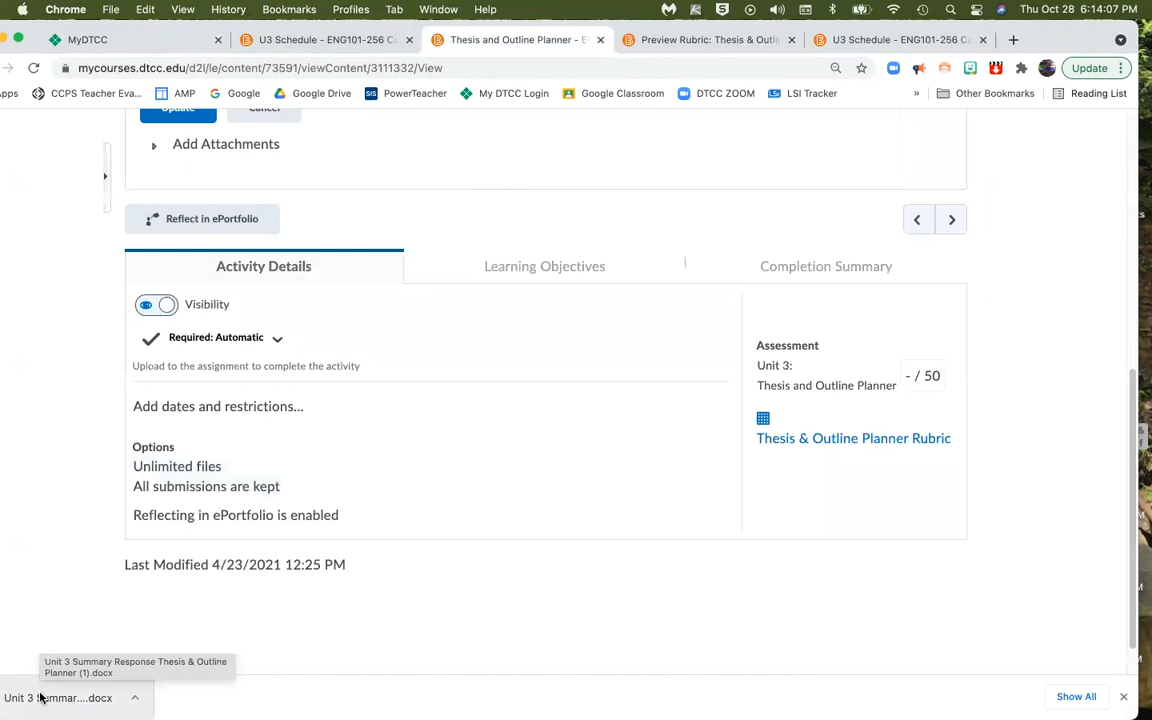 Chrome File Edit View History Bookmarks Profiles Tab Window Help Thu Oct 28 6:14:07 PM
MyDTCC U3 Schedule - ENG101-256 Co Thesis and Outline Planner - E Preview Rubric: Thesis & Outli U3 Schedule - ENG101-256 Co
mycourses.dtcc.edu/d2l/le/content/73591/viewContent/3111332/View Update
pps CCPS Teacher Eva... AMP Google Google Drive PowerTeacher My DTCC Login Google Classroom DTCC ZOOM LSI Tracker » Other Bookmarks Reading List
Update Cancel
Add Attachments
Reflect in ePortfolio
Activity Details Learning Objectives Completion Summary
Visibility
Required: Automatic
Upload to the assignment to complete the activity
Assessment
Unit 3:
Thesis and Outline Planner - / 50
Add dates and restrictions...
Thesis & Outline Planner Rubric
Options
Unlimited files
All submissions are kept
Reflecting in ePortfolio is enabled
Last Modified 4/23/2021 12:25 PM
Unit 3 Summary Response Thesis & Outline
Planner (1).docx
Unit 3 Summar....docx Show All